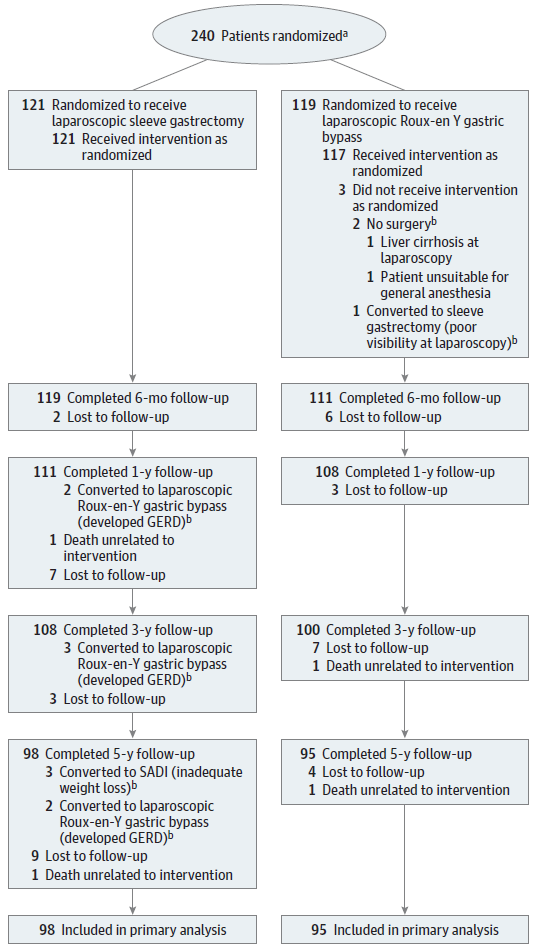 240 Patients randomizedᵃ
121 Randomized to receive
laparoscopic sleeve gastrectomy
121 Received intervention as
randomized
119 Randomized to receive
laparoscopic Roux-en Y gastric
bypass
117 Received intervention as
randomized
3 Did not receive intervention
as randomized
2 No surgeryᵇ
1 Liver cirrhosis at
laparoscopy
1 Patient unsuitable for
general anesthesia
1 Converted to sleeve
gastrectomy (poor
visibility at laparoscopy)ᵇ
119 Completed 6-mo follow-up
2 Lost to follow-up
111 Completed 6-mo follow-up
6 Lost to follow-up
111 Completed 1-y follow-up
2 Converted to laparoscopic
Roux-en-Y gastric bypass
(developed GERD)ᵇ
1 Death unrelated to
intervention
7 Lost to follow-up
108 Completed 1-y follow-up
3 Lost to follow-up
108 Completed 3-y follow-up
3 Converted to laparoscopic
Roux-en-Y gastric bypass
(developed GERD)ᵇ
3 Lost to follow-up
100 Completed 3-y follow-up
7 Lost to follow-up
1 Death unrelated to intervention
98 Completed 5-y follow-up
3 Converted to SADI (inadequate
weight loss)ᵇ
2 Converted to laparoscopic
Roux-en-Y gastric bypass
(developed GERD)ᵇ
9 Lost to follow-up
1 Death unrelated to intervention
95 Completed 5-y follow-up
4 Lost to follow-up
1 Death unrelated to intervention
98 Included in primary analysis
95 Included in primary analysis